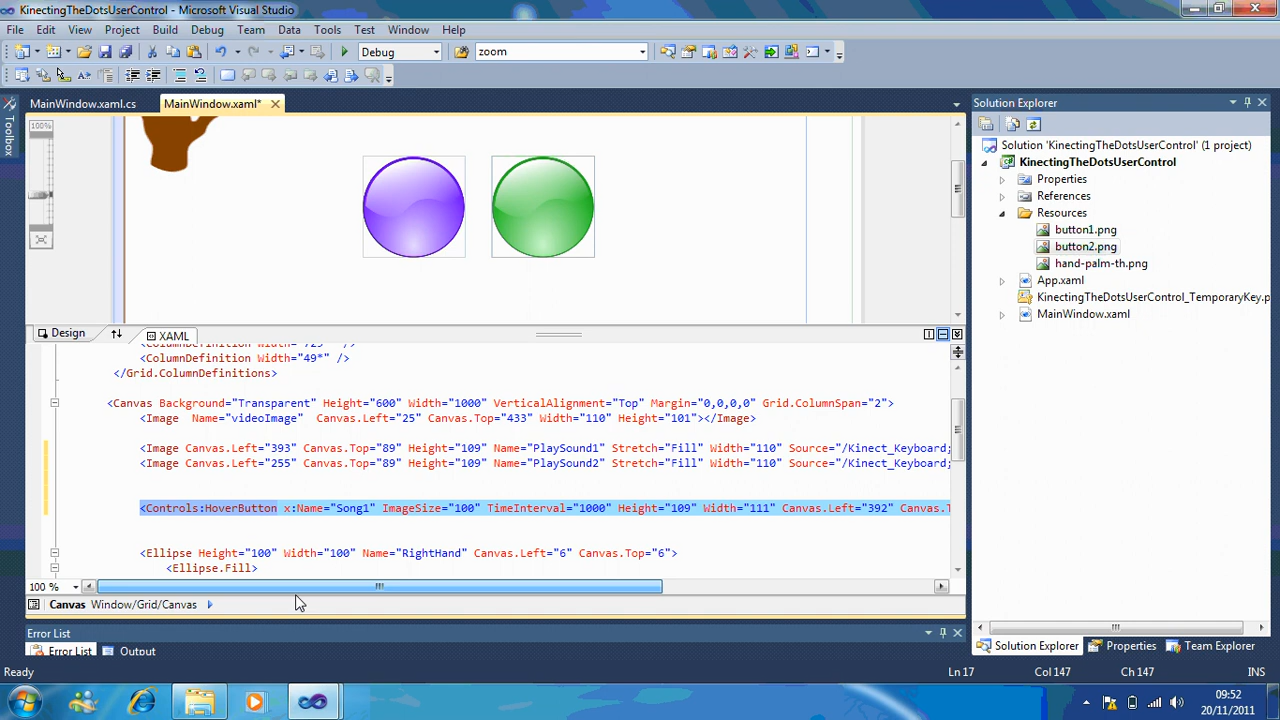 KinectingTheDotsUserControl - Microsoft Visual Studio
File Edit View Project Build Debug Team Data Tools Test Window Help
Debug zoom
MainWindow.xaml.cs MainWindow.xaml*
Toolbox
100%
Design XAML
<ColumnDefinition Width="49*" />
</Grid.ColumnDefinitions>
<Canvas Background="Transparent" Height="600" Width="1000" VerticalAlignment="Top" Margin="0,0,0,0" Grid.ColumnSpan="2">
<Image Name="videoImage" Canvas.Left="25" Canvas.Top="433" Width="110" Height="101"></Image>
<Image Canvas.Left="393" Canvas.Top="89" Height="109" Name="PlaySound1" Stretch="Fill" Width="110" Source="/Kinect_Keyboard;
<Image Canvas.Left="255" Canvas.Top="89" Height="109" Name="PlaySound2" Stretch="Fill" Width="110" Source="/Kinect_Keyboard;
<Controls:HoverButton x:Name="Song1" ImageSize="100" TimeInterval="1000" Height="109" Width="111" Canvas.Left="392" Canvas.T
<Ellipse Height="100" Width="100" Name="RightHand" Canvas.Left="6" Canvas.Top="6">
<Ellipse.Fill>
100 %
Canvas Window/Grid/Canvas
Error List
Error List Output
Ready Ln 17 Col 147 Ch 147 INS
Solution Explorer
Solution 'KinectingTheDotsUserControl' (1 project)
KinectingTheDotsUserControl
Properties
References
Resources
button1.png
button2.png
hand-palm-th.png
App.xaml
KinectingTheDotsUserControl_TemporaryKey.p
MainWindow.xaml
Solution Explorer Properties Team Explorer
09:52
20/11/2011